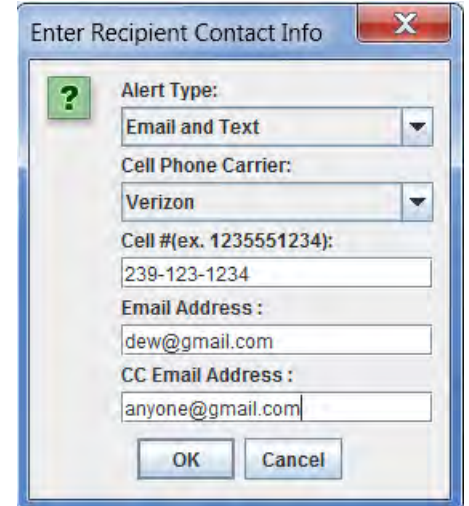 Enter Recipient Contact Info
X
?
Alert Type:
Email and Text
Cell Phone Carrier:
Verizon
Cell #(ex. 1235551234):
239-123-1234
Email Address :
dew@gmail.com
CC Email Address :
anyone@gmail.com
OK Cancel